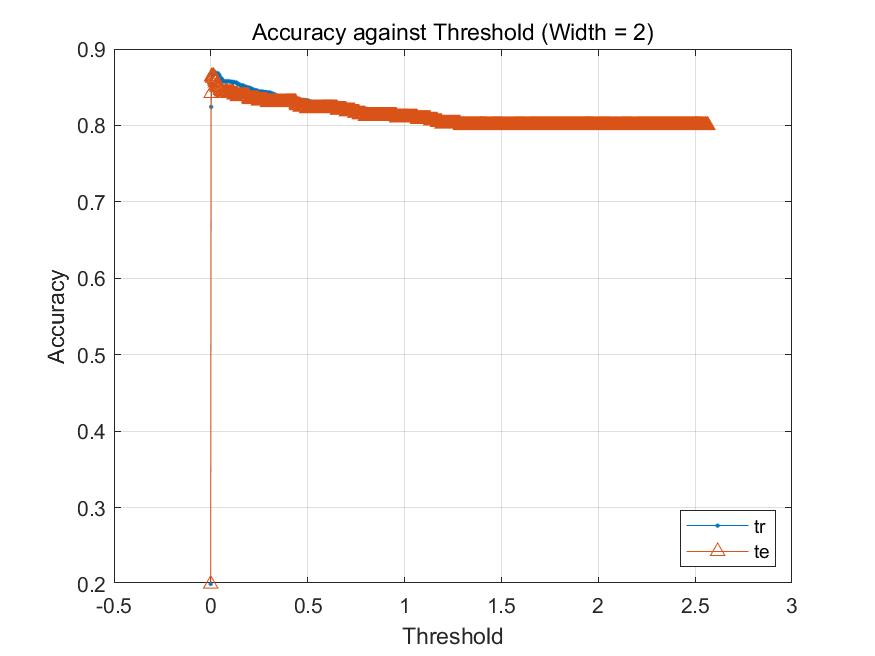 Accuracy against Threshold (Width = 2)
0.9
0.8
0.7
0.6
0.5
0.4
0.3
0.2
Accuracy
-0.5 0 0.5 1 1.5 2 2.5 3
Threshold
tr
te